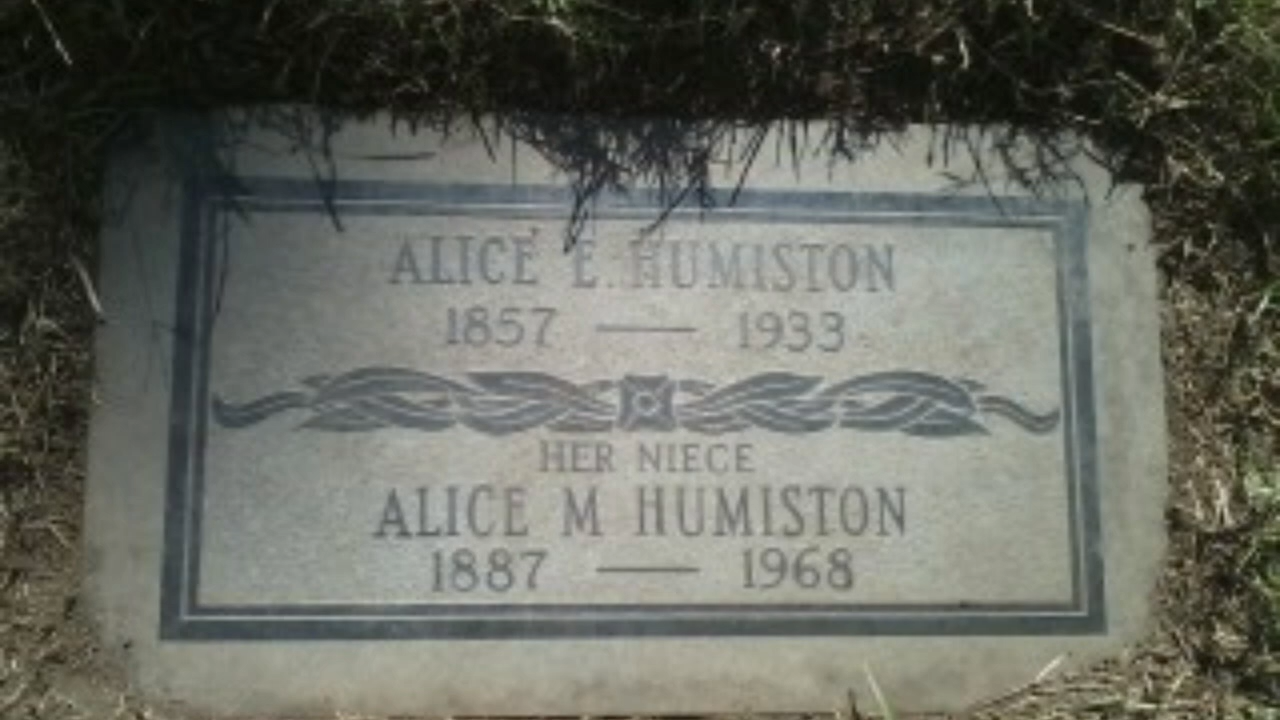 ALICE E. HUMISTON
1857 — 1933
HER NIECE
ALICE M HUMISTON
1887 — 1968